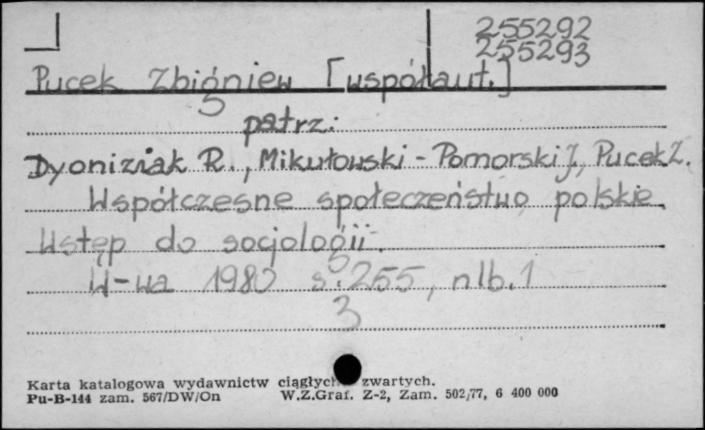 255292
255293
Pucek Zbigniew [współaut.]
patrz:
Dyoniziak R., Mikułowski-Pomorski J., Pucek Z.
Współczesne społeczeństwo polskie.
Wstęp do socjologii.
W-wa 1980 s. 255, nlb. 1
3
Karta katalogowa wydawnictw ciągłych zwartych.
Pu-B-144 zam. 567/DW/On W.Z.Graf. Z-2, Zam. 502/77, 6 400 000